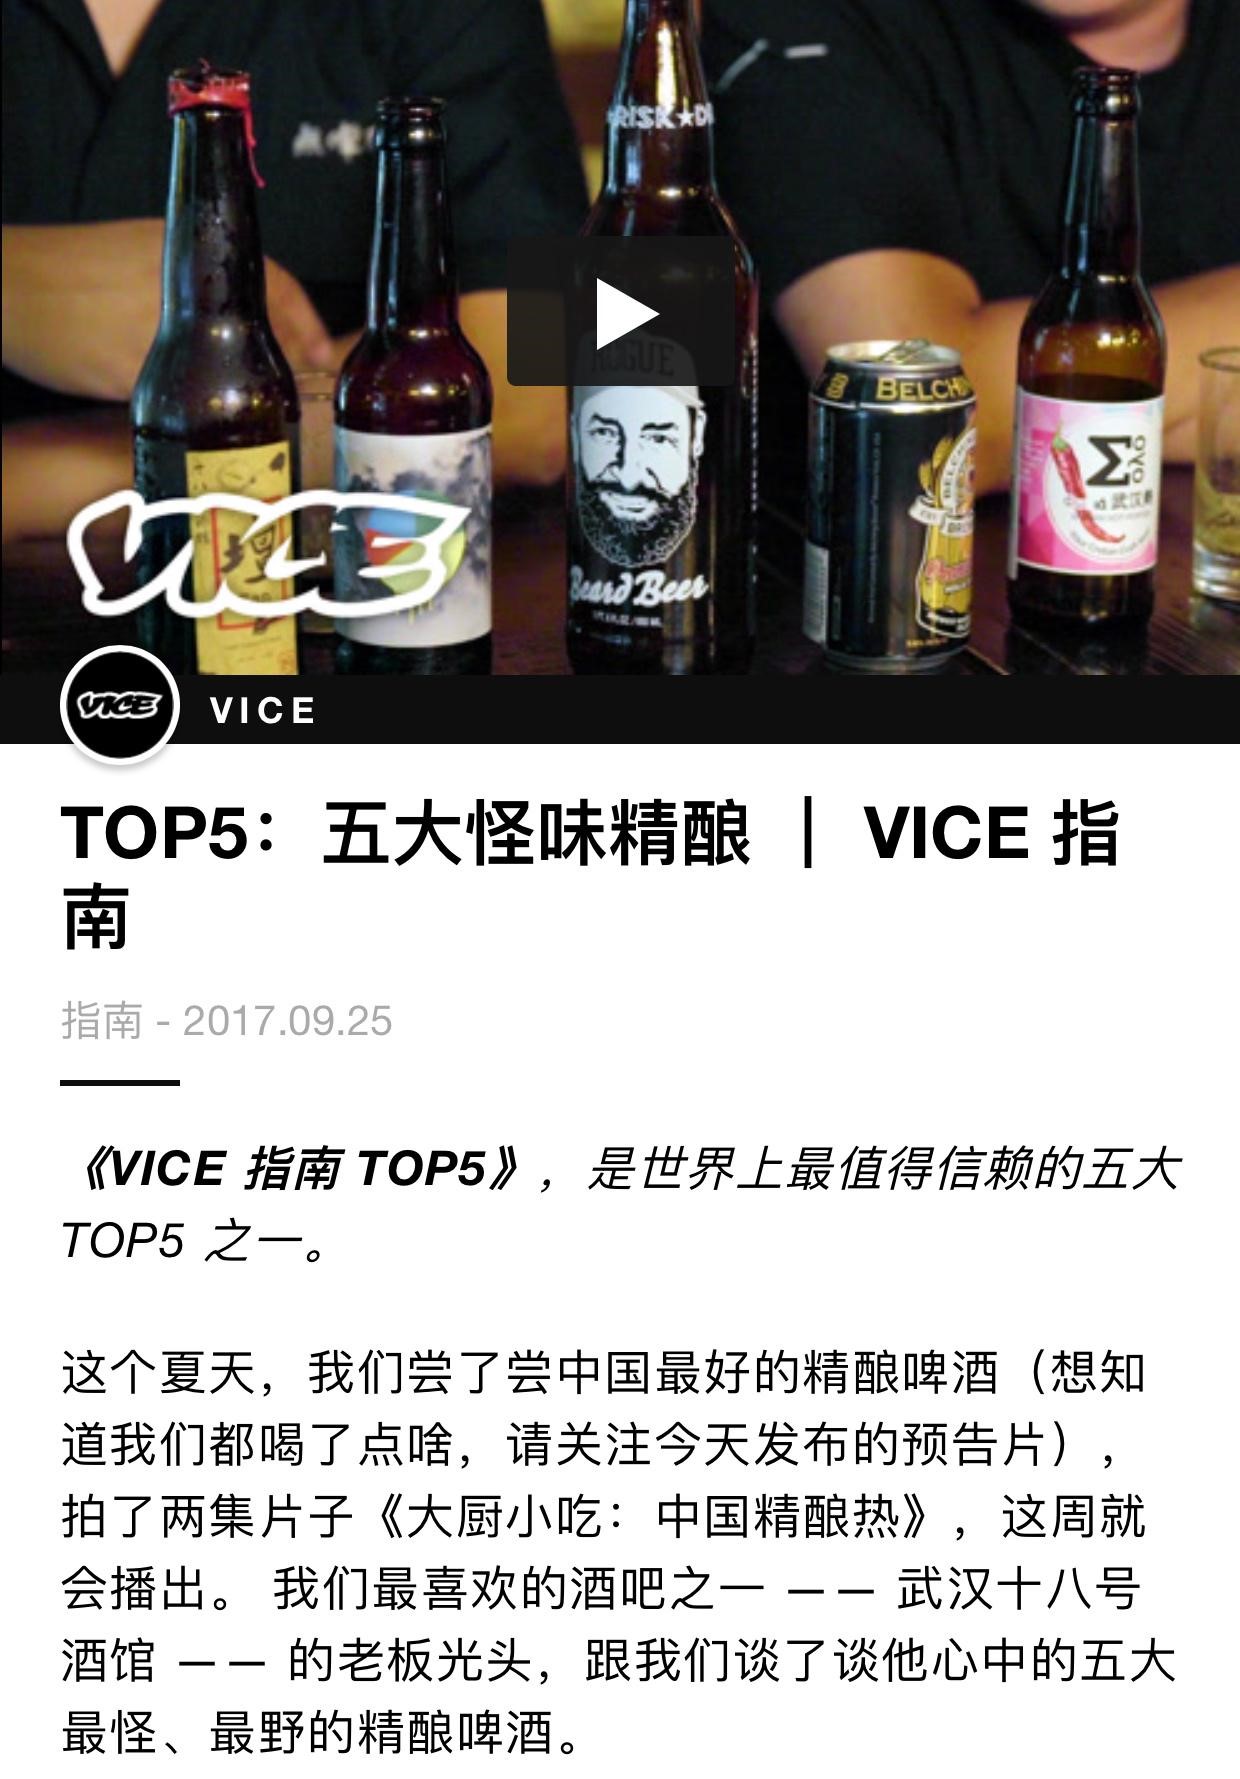 RISK★D
ROGUE
BELCH
Σ
OYO
vs 武汉
Beard Beer
VICE
VICE
VICE
TOP5：五大怪味精酿 ｜ VICE 指
南
指南 - 2017.09.25
《VICE 指南 TOP5》，是世界上最值得信赖的五大
TOP5 之一。
这个夏天，我们尝了尝中国最好的精酿啤酒（想知
道我们都喝了点啥，请关注今天发布的预告片），
拍了两集片子《大厨小吃：中国精酿热》，这周就
会播出。 我们最喜欢的酒吧之一 —— 武汉十八号
酒馆 —— 的老板光头，跟我们谈了谈他心中的五大
最怪、最野的精酿啤酒。